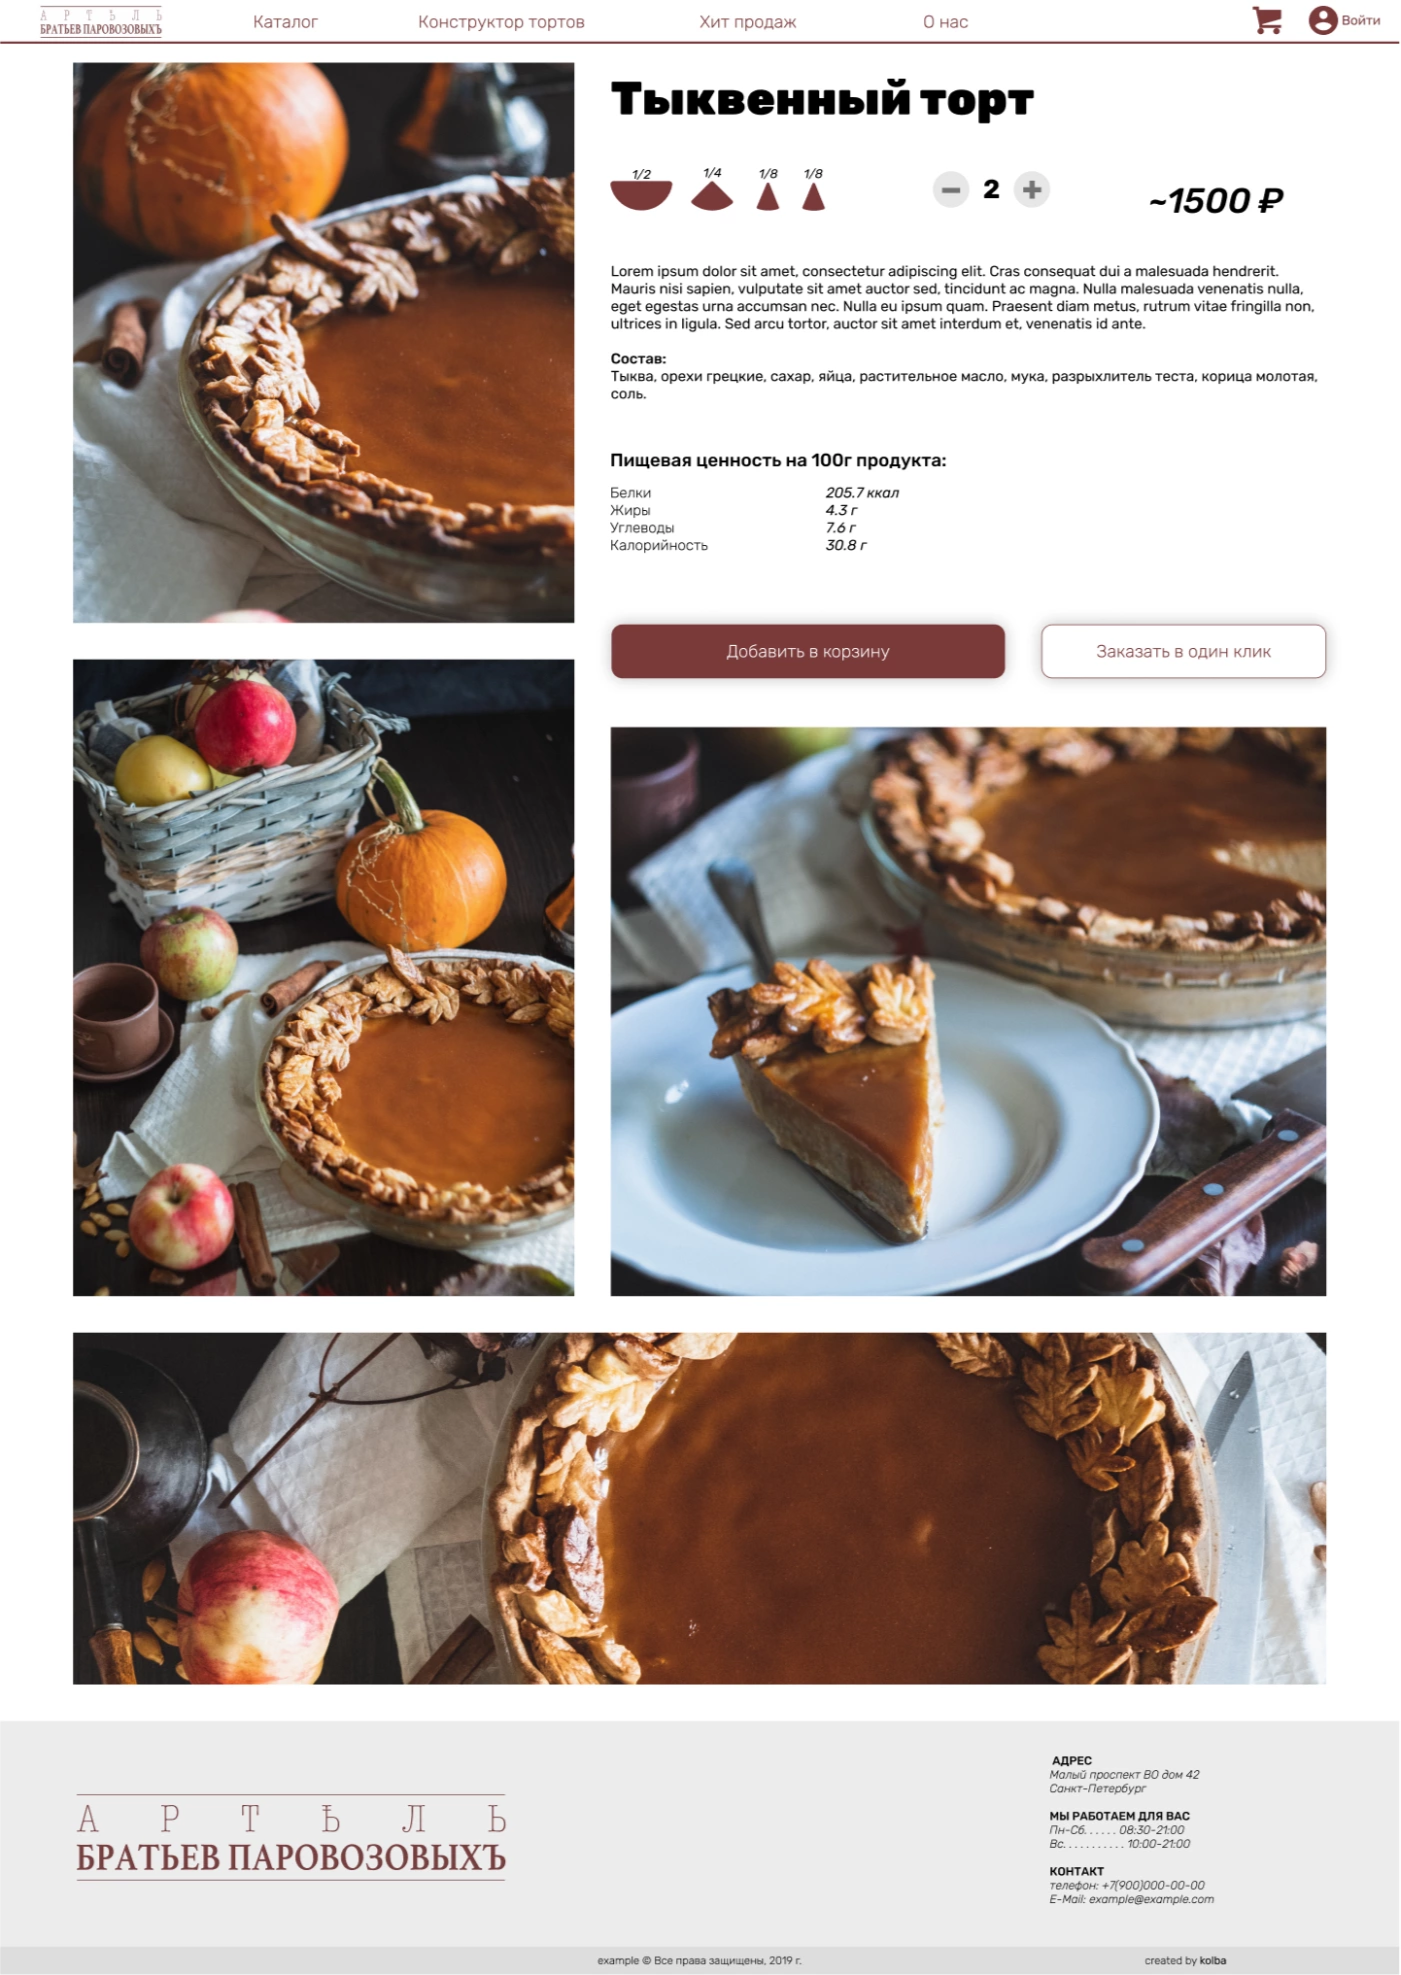 АРТѢЛЬ
БРАТЬЕВ ПАРОВОЗОВЫХЪ
Каталог
Конструктор тортов
Хит продаж
О нас
Войти
Тыквенный торт
1/2
1/4
1/8
1/8
2
~1500 ₽
Lorem ipsum dolor sit amet, consectetur adipiscing elit. Cras consequat dui a malesuada hendrerit.
Mauris nisi sapien, vulputate sit amet auctor sed, tincidunt ac magna. Nulla malesuada venenatis nulla,
eget egestas urna accumsan nec. Nulla eu ipsum quam. Praesent diam metus, rutrum vitae fringilla non,
ultrices in ligula. Sed arcu tortor, auctor sit amet interdum et, venenatis id ante.
Состав:
Тыква, орехи грецкие, сахар, яйца, растительное масло, мука, разрыхлитель теста, корица молотая,
соль.
Пищевая ценность на 100г продукта:
Белки 205.7 ккал
Жиры 4.3 г
Углеводы 7.6 г
Калорийность 30.8 г
Добавить в корзину
Заказать в один клик
АРТѢЛЬ
БРАТЬЕВ ПАРОВОЗОВЫХЪ
АДРЕС
Малый проспект ВО дом 42
Санкт-Петербург
МЫ РАБОТАЕМ ДЛЯ ВАС
Пн-Сб. . . . . . 08:30-21:00
Вс. . . . . . . . . . . 10:00-21:00
КОНТАКТ
телефон: +7(900)000-00-00
E-Mail: example@example.com
example © Все права защищены, 2019 г.
created by kolba